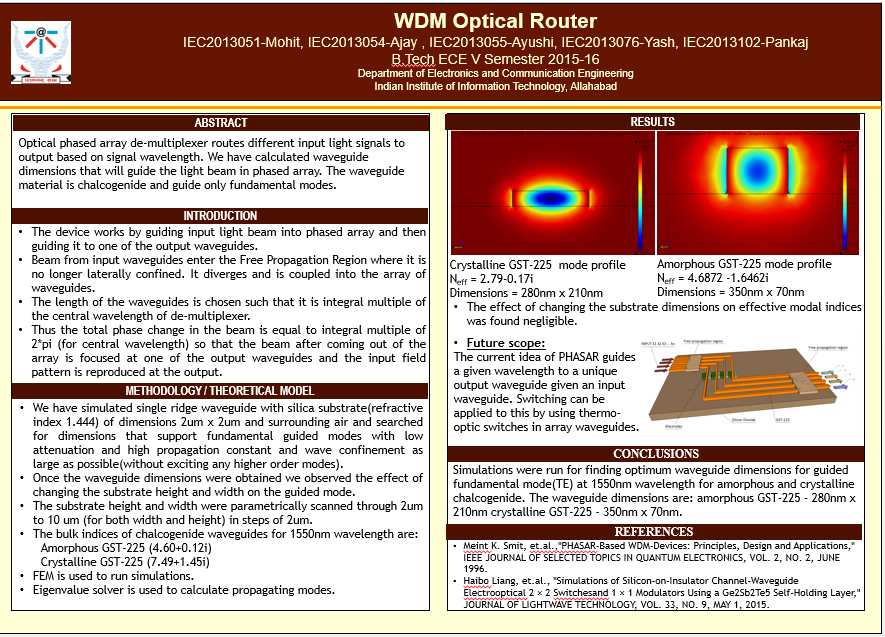 WDM Optical Router
IEC2013051-Mohit, IEC2013054-Ajay , IEC2013055-Ayushi, IEC2013076-Yash, IEC2013102-Pankaj
B.Tech ECE V Semester 2015-16
Department of Electronics and Communication Engineering
Indian Institute of Information Technology, Allahabad
ABSTRACT
Optical phased array de-multiplexer routes different input light signals to
output based on signal wavelength. We have calculated waveguide
dimensions that will guide the light beam in phased array. The waveguide
material is chalcogenide and guide only fundamental modes.
INTRODUCTION
• The device works by guiding input light beam into phased array and then
guiding it to one of the output waveguides.
• Beam from input waveguides enter the Free Propagation Region where it is
no longer laterally confined. It diverges and is coupled into the array of
waveguides.
• The length of the waveguides is chosen such that it is integral multiple of
the central wavelength of de-multiplexer.
• Thus the total phase change in the beam is equal to integral multiple of
2*pi (for central wavelength) so that the beam after coming out of the
array is focused at one of the output waveguides and the input field
pattern is reproduced at the output.
METHODOLOGY / THEORETICAL MODEL
• We have simulated single ridge waveguide with silica substrate(refractive
index 1.444) of dimensions 2um x 2um and surrounding air and searched
for dimensions that support fundamental guided modes with low
attenuation and high propagation constant and wave confinement as
large as possible(without exciting any higher order modes).
• Once the waveguide dimensions were obtained we observed the effect of
changing the substrate height and width on the guided mode.
• The substrate height and width were parametrically scanned through 2um
to 10 um (for both width and height) in steps of 2um.
• The bulk indices of chalcogenide waveguides for 1550nm wavelength are:
Amorphous GST-225 (4.60+0.12i)
Crystalline GST-225 (7.49+1.45i)
• FEM is used to run simulations.
• Eigenvalue solver is used to calculate propagating modes.
RESULTS
Crystalline GST-225 mode profile
Neff = 2.79-0.17i
Dimensions = 280nm x 210nm
Amorphous GST-225 mode profile
Neff = 4.6872 -1.6462i
Dimensions = 350nm x 70nm
• The effect of changing the substrate dimensions on effective modal indices
was found negligible.
• Future scope:
The current idea of PHASAR guides
a given wavelength to a unique
output waveguide given an input
waveguide. Switching can be
applied to this by using thermo-
optic switches in array waveguides.
Free propagation region
Free propagation region
Electrodes
Silicon Dioxide
GST-225
CONCLUSIONS
Simulations were run for finding optimum waveguide dimensions for guided
fundamental mode(TE) at 1550nm wavelength for amorphous and crystalline
chalcogenide. The waveguide dimensions are: amorphous GST-225 - 280nm x
210nm crystalline GST-225 - 350nm x 70nm.
REFERENCES
• Meint K. Smit, et.al.,"PHASAR-Based WDM-Devices: Principles, Design and Applications,"
IEEE JOURNAL OF SELECTED TOPICS IN QUANTUM ELECTRONICS, VOL. 2, NO. 2, JUNE
1996.
• Haibo Liang, et.al., "Simulations of Silicon-on-Insulator Channel-Waveguide
Electrooptical 2 × 2 Switchesand 1 × 1 Modulators Using a Ge2Sb2Te5 Self-Holding Layer,"
JOURNAL OF LIGHTWAVE TECHNOLOGY, VOL. 33, NO. 9, MAY 1, 2015.